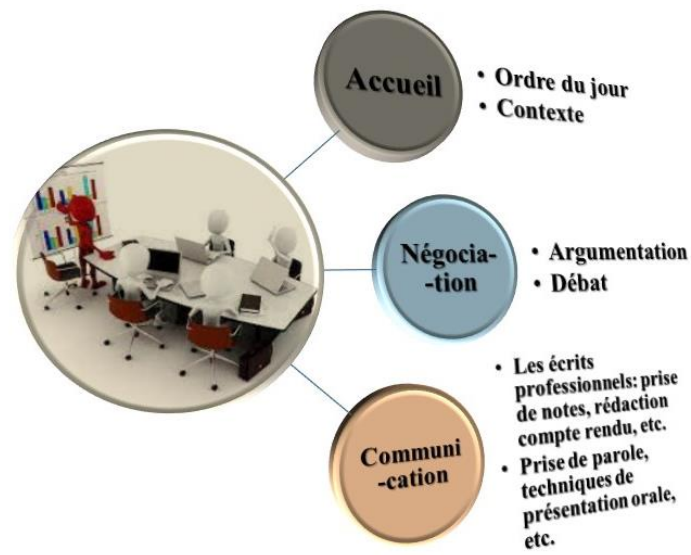 Accueil
• Ordre du jour
• Contexte
Négocia-
-tion
• Argumentation
• Débat
Communi
-cation
• Les écrits
professionnels: prise
de notes, rédaction
compte rendu, etc.
• Prise de parole,
techniques de
présentation orale,
etc.